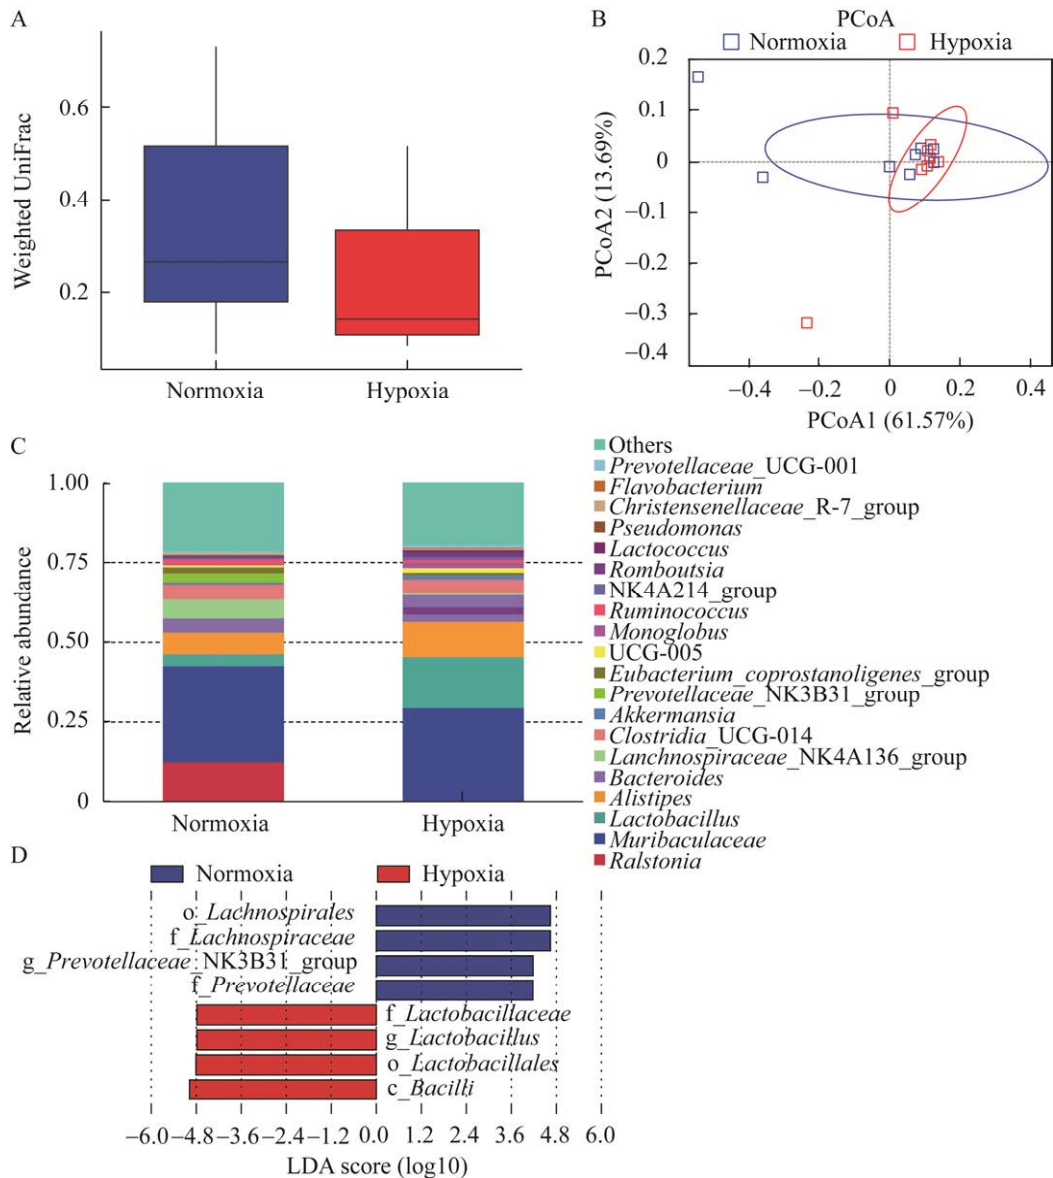 A
Weighted UniFrac
0.6
0.4
0.2
Normoxia
Hypoxia
B
PCoA
Normoxia
Hypoxia
PCoA2 (13.69%)
0.2
0.1
0
−0.1
−0.2
−0.3
−0.4
−0.4
−0.2
0
0.2
0.4
PCoA1 (61.57%)
C
Relative abundance
1.00
0.75
0.50
0.25
0
Normoxia
Hypoxia
Others
Prevotellaceae_UCG-001
Flavobacterium
Christensenellaceae_R-7_group
Pseudomonas
Lactococcus
Romboutsia
NK4A214_group
Ruminococcus
Monoglobus
UCG-005
Eubacterium_coprostanoligenes_group
Prevotellaceae_NK3B31_group
Akkermansia
Clostridia_UCG-014
Lanchnospiraceae_NK4A136_group
Bacteroides
Alistipes
Lactobacillus
Muribaculaceae
Ralstonia
D
Normoxia
Hypoxia
o_Lachnospirales
f_Lachnospiraceae
g_Prevotellaceae_NK3B31_group
f_Prevotellaceae
f_Lactobacillaceae
g_Lactobacillus
o_Lactobacillales
c_Bacilli
−6.0 −4.8 −3.6 −2.4 −1.2 0.0 1.2 2.4 3.6 4.8 6.0
LDA score (log10)